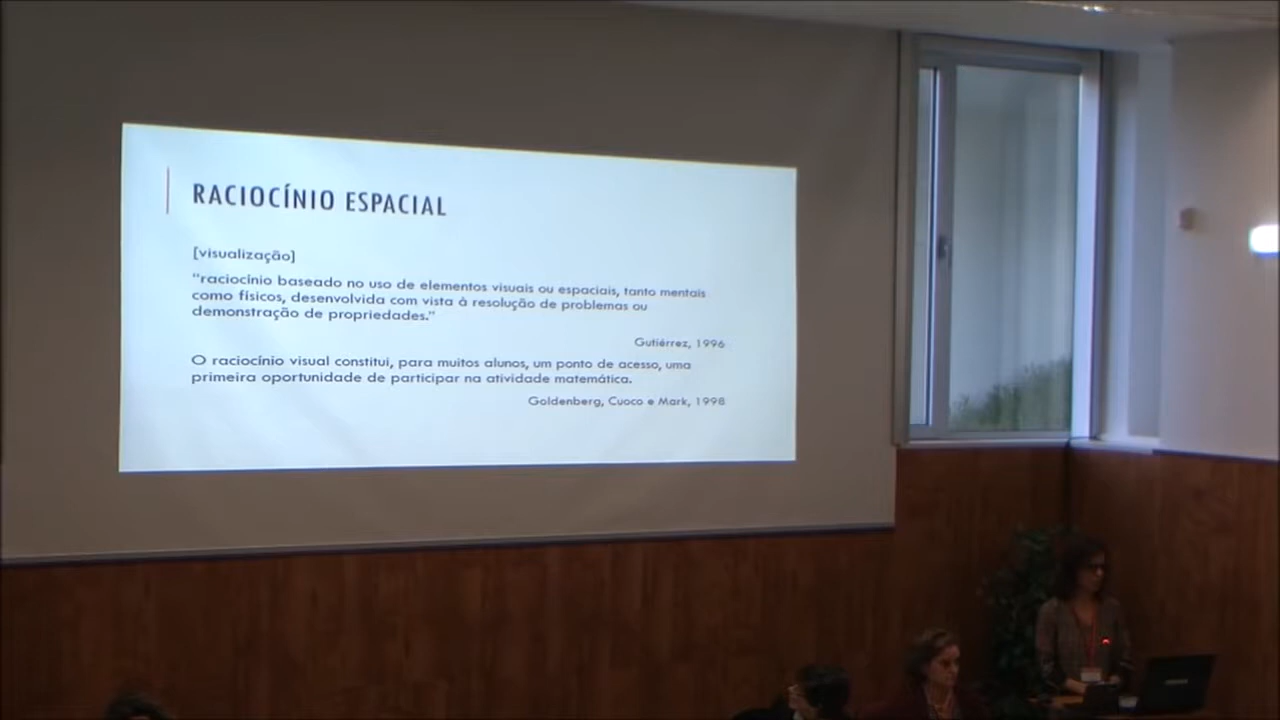 RACIOCÍNIO ESPACIAL
[visualização]
"raciocínio baseado no uso de elementos visuais ou espaciais, tanto mentais
como físicos, desenvolvida com vista à resolução de problemas ou
demonstração de propriedades."
Gutiérrez, 1996
O raciocínio visual constitui, para muitos alunos, um ponto de acesso, uma
primeira oportunidade de participar na atividade matemática.
Goldenberg, Cuoco e Mark, 1998